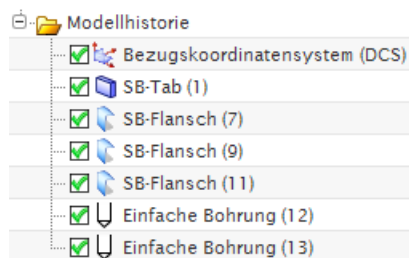 Modellhistorie
Bezugskoordinatensystem (DCS)
SB-Tab (1)
SB-Flansch (7)
SB-Flansch (9)
SB-Flansch (11)
Einfache Bohrung (12)
Einfache Bohrung (13)